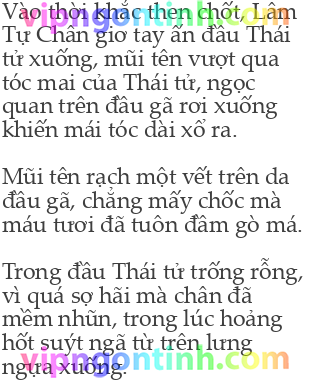 Vào thời khắc then chốt, Lâm
Tự Chân giơ tay ấn đầu Thái
tử xuống, mũi tên vượt qua
tóc mai của Thái tử, ngọc
quan trên đầu gã rơi xuống
khiến mái tóc dài xổ ra.
Mũi tên rạch một vết trên da
đầu gã, chẳng mấy chốc mà
máu tươi đã tuôn đầm gò má.
Trong đầu Thái tử trống rỗng,
vì quá sợ hãi mà chân đã
mềm nhũn, trong lúc hoảng
hốt suýt ngã từ trên lưng
ngựa xuống.
vipngontinh.com
vipngontinh.com